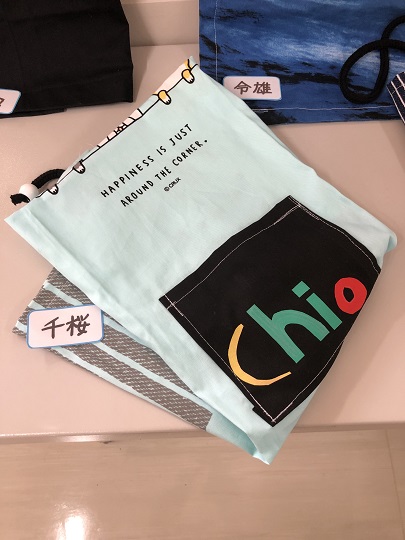 令雄
HAPPINESS IS JUST
AROUND THE CORNER.
Chio
千桜